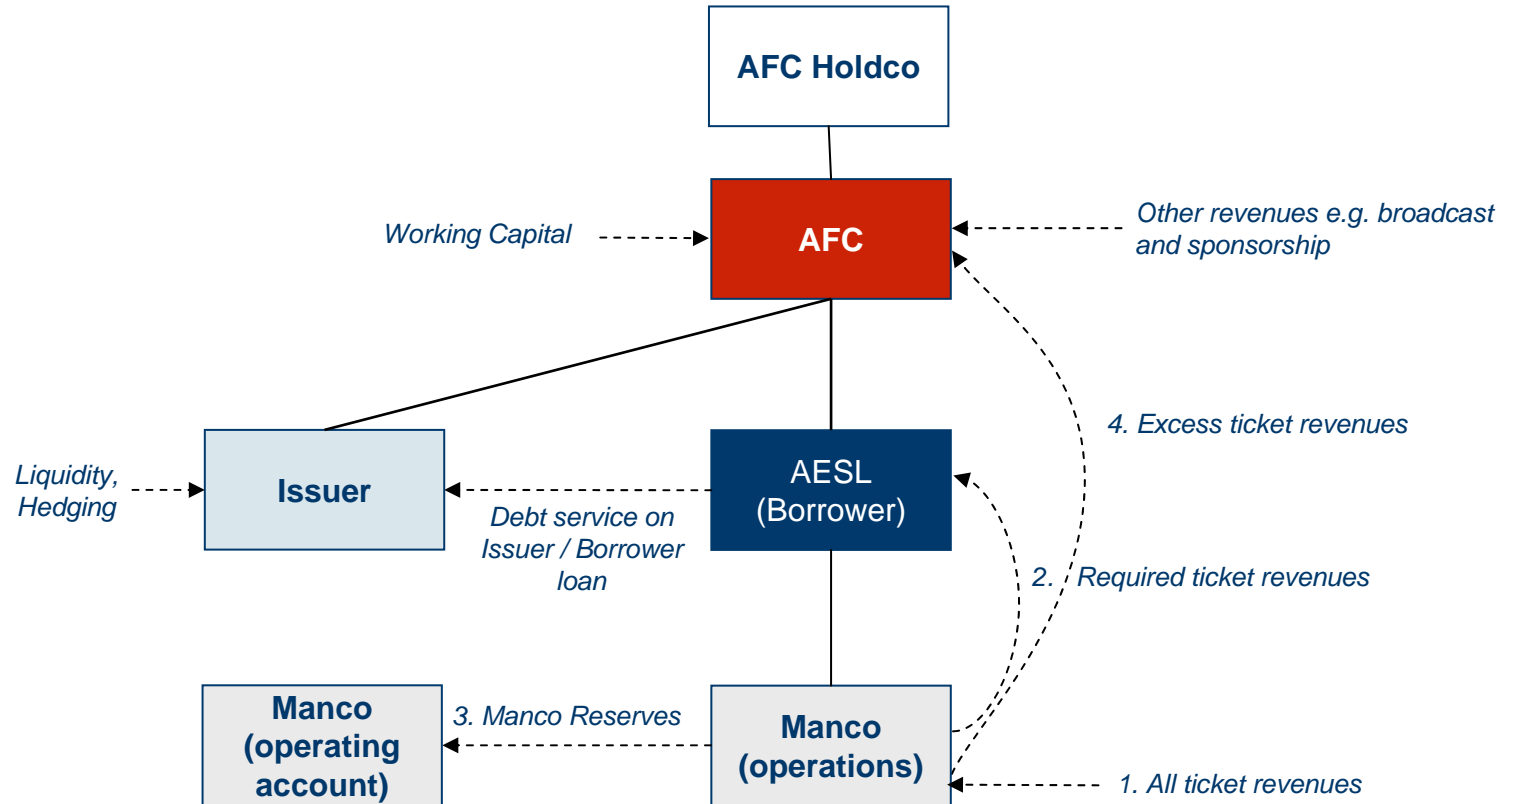 AFC Holdco
Working Capital
AFC
Other revenues e.g. broadcast
and sponsorship
4. Excess ticket revenues
Liquidity,
Hedging
Issuer
Debt service on
Issuer / Borrower
loan
AESL
(Borrower)
2. Required ticket revenues
Manco
(operating
account)
3. Manco Reserves
Manco
(operations)
1. All ticket revenues